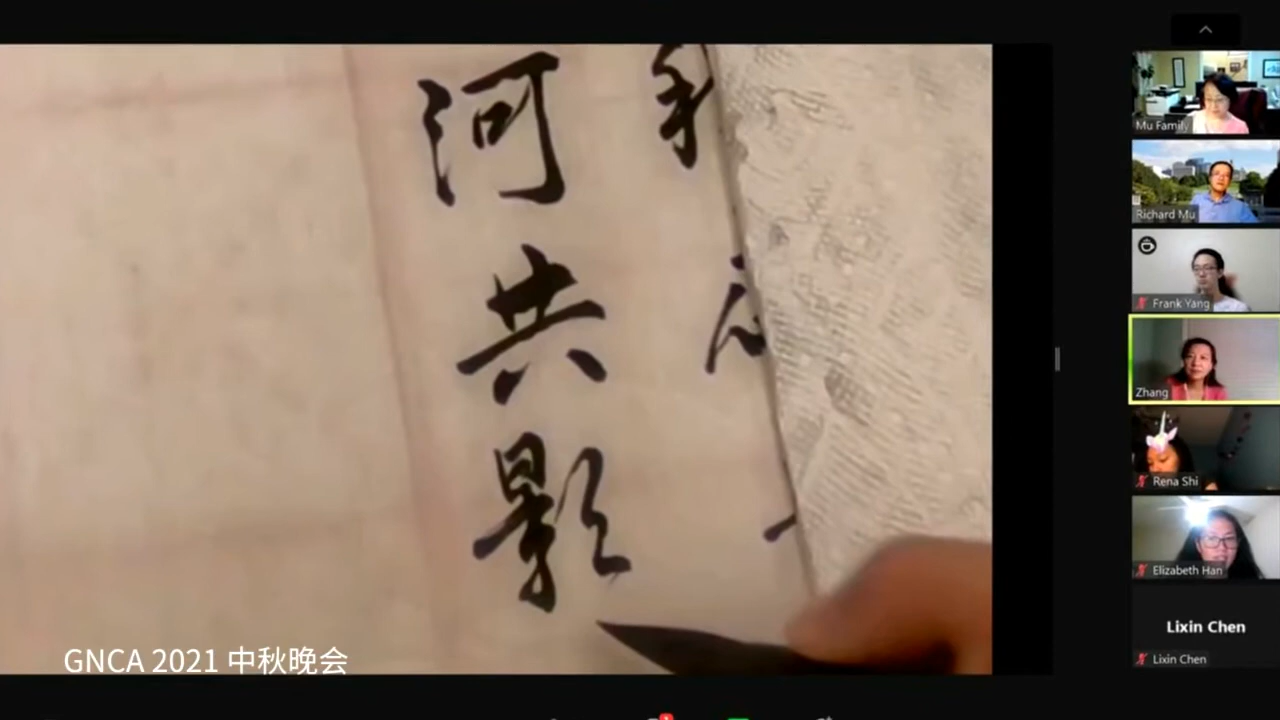 河共影
GNCA 2021 中秋晚会
Mu Family
Richard Mu
Frank Yang
Zhang
Rena Shi
Elizabeth Han
Lixin Chen
Lixin Chen